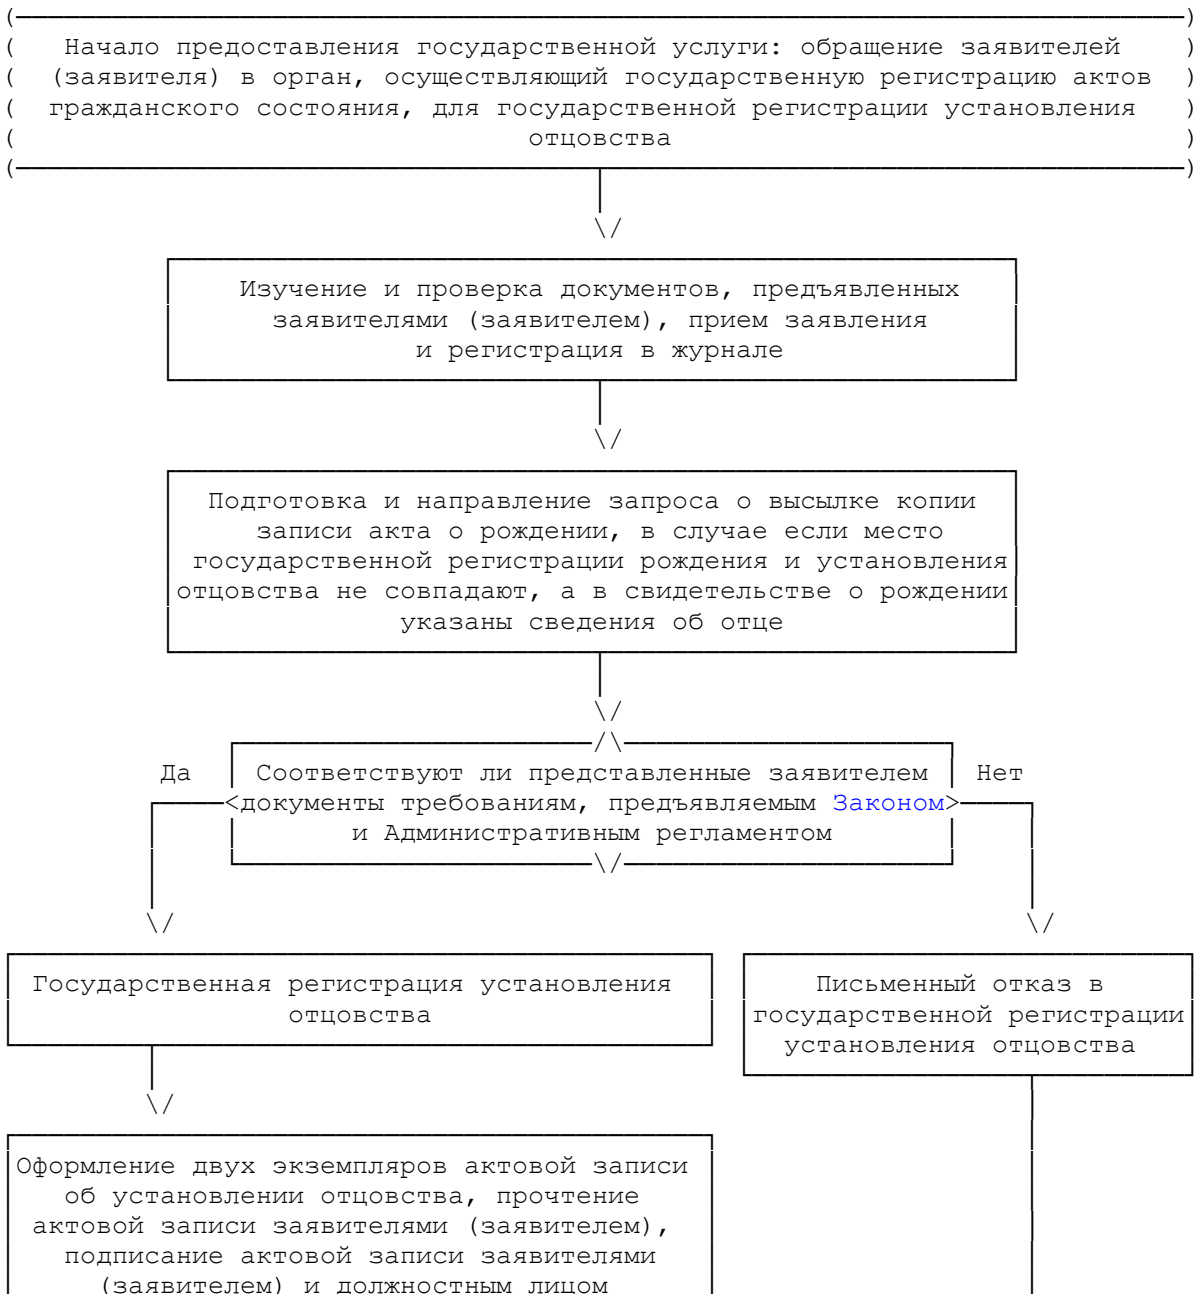 Начало предоставления государственной услуги: обращение заявителей
(заявителя) в орган, осуществляющий государственную регистрацию актов
гражданского состояния, для государственной регистрации установления
отцовства
Изучение и проверка документов, предъявленных
заявителями (заявителем), прием заявления
и регистрация в журнале
Подготовка и направление запроса о высылке копии
записи акта о рождении, в случае если место
государственной регистрации рождения и установления
отцовства не совпадают, а в свидетельстве о рождении
указаны сведения об отце
Да
Соответствуют ли представленные заявителем
документы требованиям, предъявляемым Законом
и Административным регламентом
Нет
Государственная регистрация установления
отцовства
Письменный отказ в
государственной регистрации
установления отцовства
Оформление двух экземпляров актовой записи
об установлении отцовства, прочтение
актовой записи заявителями (заявителем),
подписание актовой записи заявителями
(заявителем) и должностным лицом